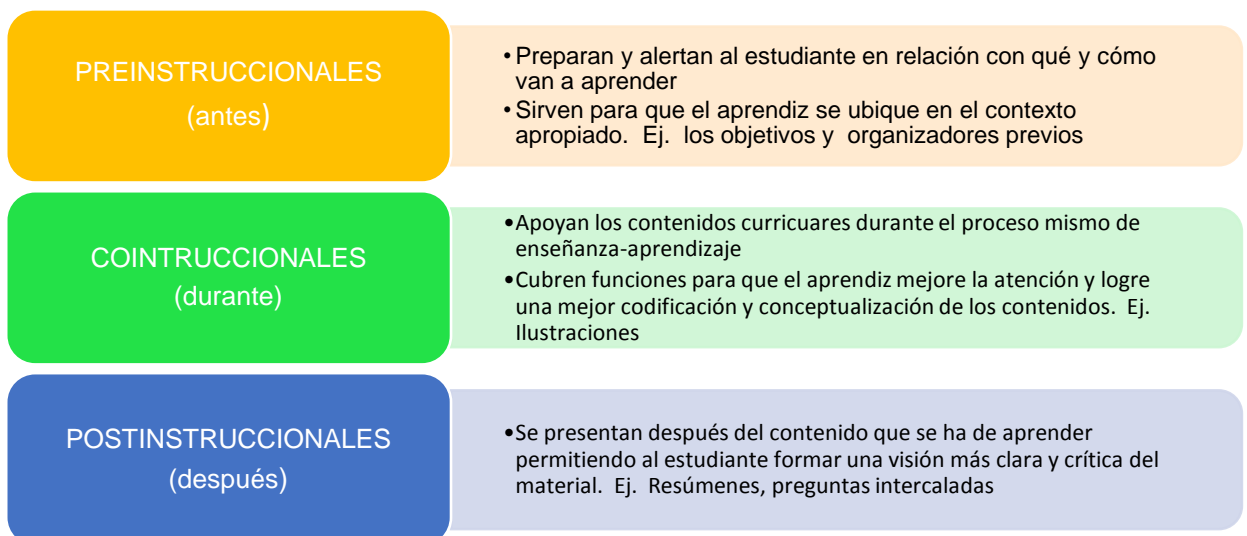 PREINSTRUCCIONALES
(antes)
• Preparan y alertan al estudiante en relación con qué y cómo
van a aprender
• Sirven para que el aprendiz se ubique en el contexto
apropiado. Ej. los objetivos y organizadores previos
COINTRUCCIONALES
(durante)
•Apoyan los contenidos curricuares durante el proceso mismo de
enseñanza-aprendizaje
•Cubren funciones para que el aprendiz mejore la atención y logre
una mejor codificación y conceptualización de los contenidos. Ej.
Ilustraciones
POSTINSTRUCCIONALES
(después)
•Se presentan después del contenido que se ha de aprender
permitiendo al estudiante formar una visión más clara y crítica del
material. Ej. Resúmenes, preguntas intercaladas